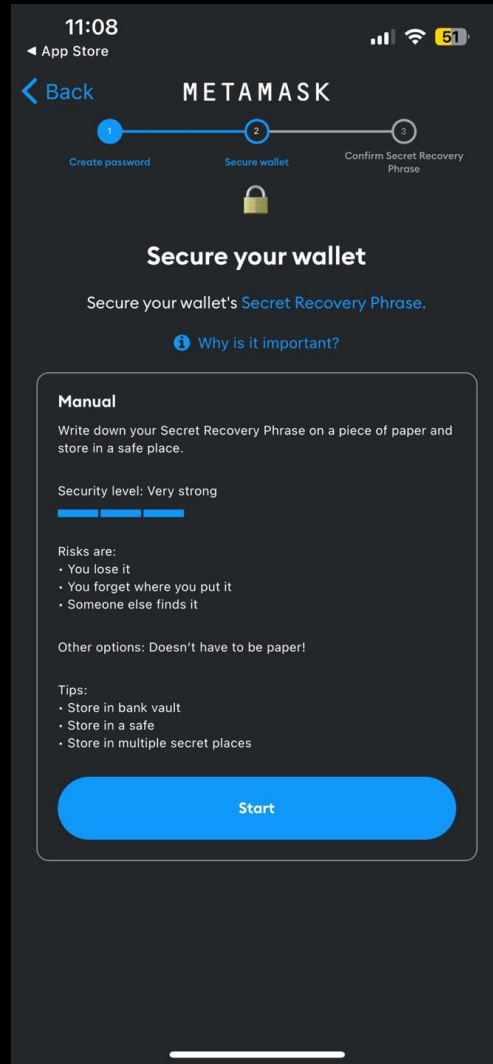 11:08
51
◀ App Store
Back
METAMASK
1
2
3
Create password
Secure wallet
Confirm Secret Recovery
Phrase
Secure your wallet
Secure your wallet's Secret Recovery Phrase.
Why is it important?
Manual
Write down your Secret Recovery Phrase on a piece of paper and
store in a safe place.
Security level: Very strong
Risks are:
• You lose it
• You forget where you put it
• Someone else finds it
Other options: Doesn't have to be paper!
Tips:
• Store in bank vault
• Store in a safe
• Store in multiple secret places
Start